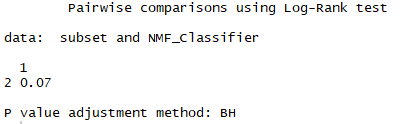 Pairwise comparisons using Log-Rank test
data:  subset and NMF_Classifier
  1
2 0.07
P value adjustment method: BH